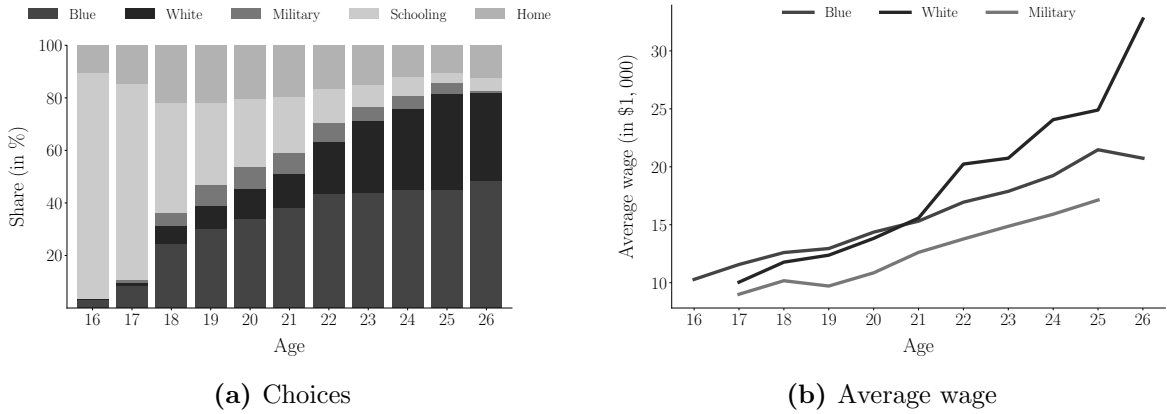 Blue White Military Schooling Home
100
80
60
40
20
Share (in %)
16 17 18 19 20 21 22 23 24 25 26
Age
(a) Choices
Blue White Military
30
25
20
15
10
Average wage (in $1, 000)
16 17 18 19 20 21 22 23 24 25 26
Age
(b) Average wage